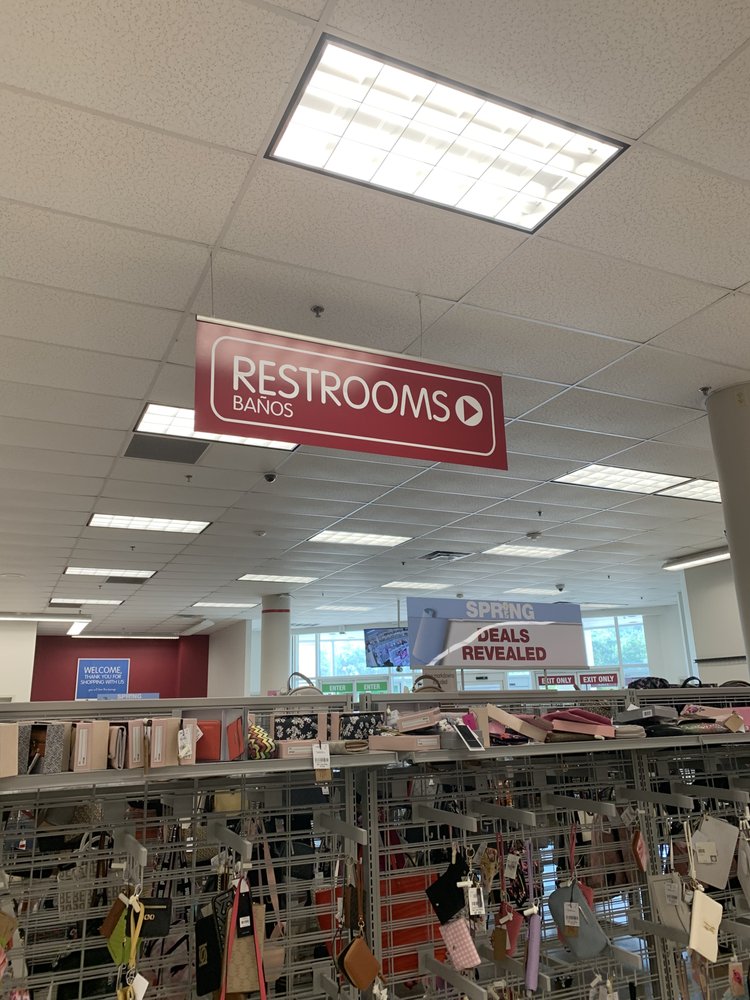 RESTROOMS
BAÑOS
SPRING
DEALS
REVEALED
WELCOME,
THANK YOU FOR
SHOPPING WITH US
ENTER
ENTER
EXIT ONLY
EXIT ONLY